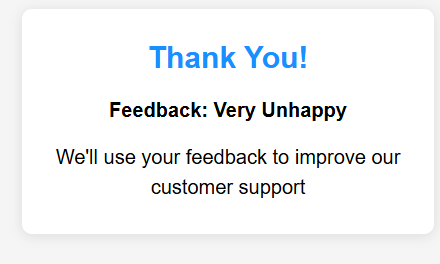 Thank You!
Feedback: Very Unhappy
We'll use your feedback to improve our
customer support